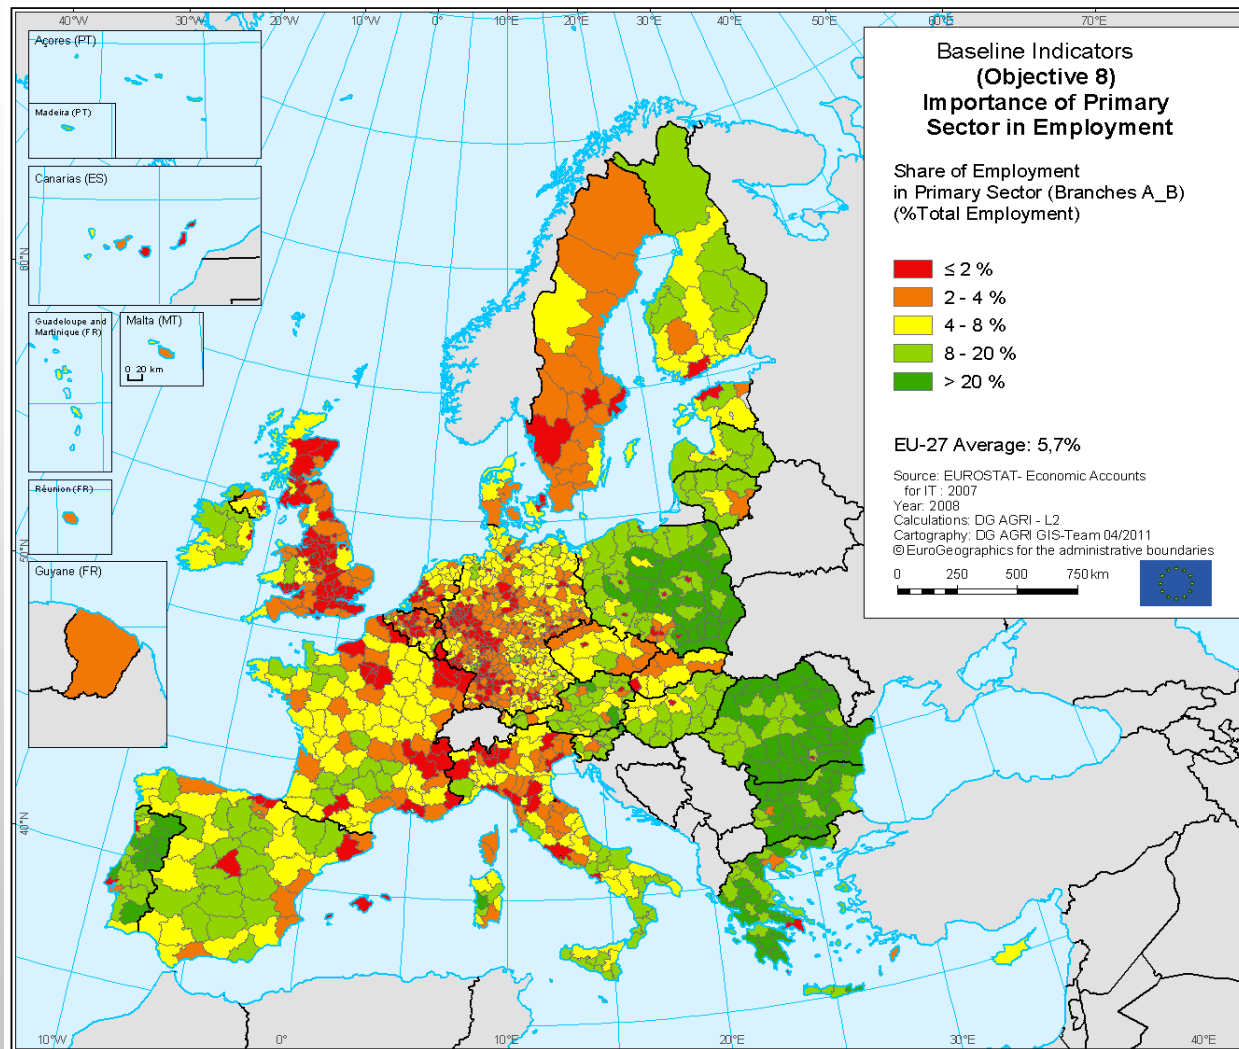 40°W
30°W
20°W
10°W
0°
10°E
20°E
30°E
40°E
50°E
60°E
70°E
Açores (PT)
Madeira (PT)
Canarias (ES)
Guadeloupe and
Martinique (FR)
Malta (MT)
0 20 km
Réunion (FR)
Guyane (FR)
60°N
50°N
40°N
Baseline Indicators
(Objective 8)
Importance of Primary
Sector in Employment
Share of Employment
in Primary Sector (Branches A_B)
(%Total Employment)
≤ 2 %
2 - 4 %
4 - 8 %
8 - 20 %
> 20 %
EU-27 Average: 5,7%
Source: EUROSTAT- Economic Accounts
for IT : 2007
Year: 2008
Calculations: DG AGRI - L2
Cartography: DG AGRI GIS-Team 04/2011
© EuroGeographics for the administrative boundaries
0 250 500 750 km
10°W
0°
10°E
20°E
30°E
40°E